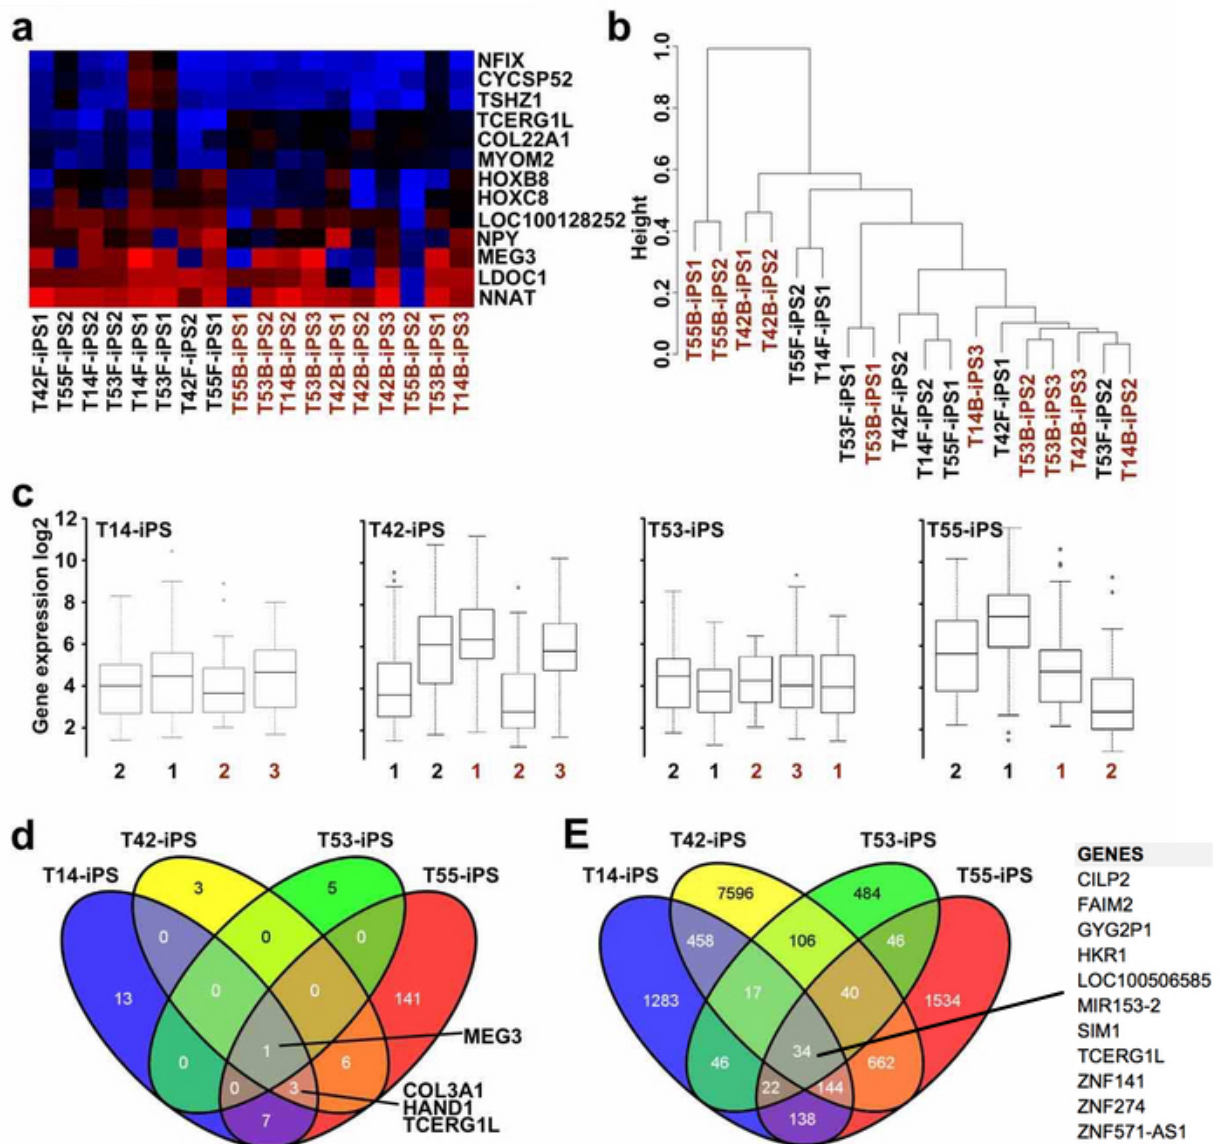 a
NFIX
CYCSP52
TSHZ1
TCERG1L
COL22A1
MYOM2
HOXB8
HOXC8
LOC100128252
NPY
MEG3
LDOC1
NNAT
T42F-iPS1
T55F-iPS2
T14F-iPS2
T53F-iPS2
T14F-iPS1
T53F-iPS1
T42F-iPS2
T55F-iPS1
T55B-iPS1
T53B-iPS2
T14B-iPS2
T53B-iPS3
T42B-iPS1
T42B-iPS2
T42B-iPS3
T55B-iPS2
T53B-iPS1
T14B-iPS3
b
Height
1.0
0.8
0.6
0.4
0.2
0.0
T55B-iPS1
T55B-iPS2
T42B-iPS1
T42B-iPS2
T55F-iPS2
T14F-iPS1
T53F-iPS1
T53B-iPS1
T42F-iPS2
T14F-iPS2
T55F-iPS1
T14B-iPS3
T42F-iPS1
T53B-iPS2
T53B-iPS3
T42B-iPS3
T53F-iPS2
T14B-iPS2
c
Gene expression log2
12
10
8
6
4
2
T14-iPS
2 1 2 3
T42-iPS
1 2 1 2 3
T53-iPS
2 1 2 3 1
T55-iPS
2 1 1 2
d
T14-iPS
T42-iPS
T53-iPS
T55-iPS
3
5
0
0
0
13
0
0
141
1
MEG3
0
6
0
3
7
COL3A1
HAND1
TCERG1L
E
T14-iPS
T42-iPS
T53-iPS
T55-iPS
7596
484
458
106
46
1283
17
40
1534
34
46
662
22
144
138
GENES
CILP2
FAIM2
GYG2P1
HKR1
LOC100506585
MIR153-2
SIM1
TCERG1L
ZNF141
ZNF274
ZNF571-AS1